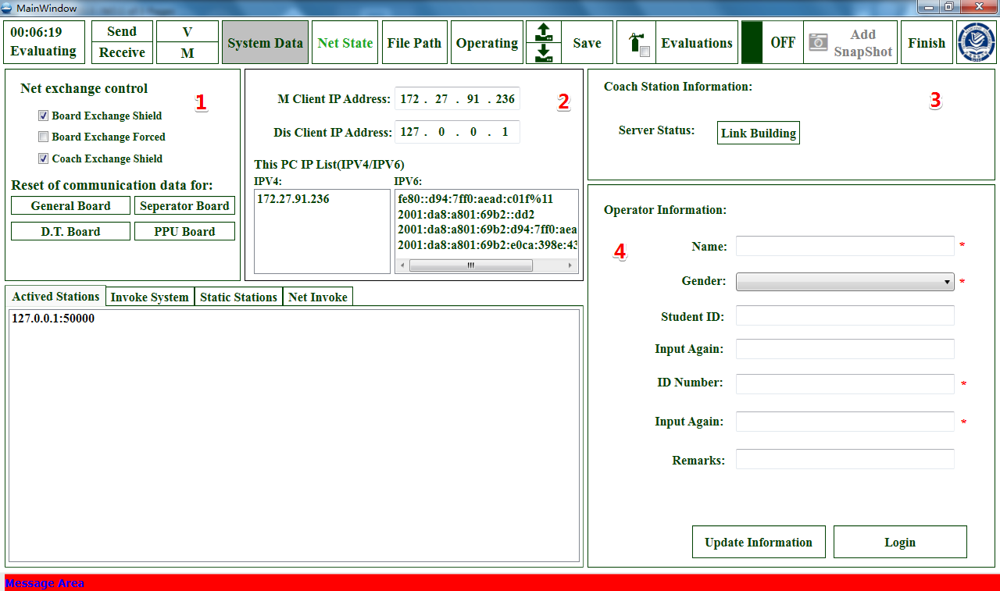 MainWindow
00:06:19
Evaluating
Send
Receive
V
M
System Data
Net State
File Path
Operating
Save
Evaluations
OFF
Add
SnapShot
Finish
Net exchange control
1
Board Exchange Shield
Board Exchange Forced
Coach Exchange Shield
Reset of communication data for:
General Board
Seperator Board
D.T. Board
PPU Board
M Client IP Address: 172 . 27 . 91 . 236
2
Dis Client IP Address: 127 . 0 . 0 . 1
This PC IP List(IPV4/IPV6)
IPV4:
172.27.91.236
IPV6:
fe80::d94:7ff0:aead:c01f%11
2001:da8:a801:69b2::dd2
2001:da8:a801:69b2:d94:7ff0:aea
2001:da8:a801:69b2:e0ca:398e:43
Coach Station Information:
3
Server Status: Link Building
Actived Stations
Invoke System
Static Stations
Net Invoke
127.0.0.1:50000
Operator Information:
4
Name: *
Gender: *
Student ID:
Input Again:
ID Number: *
Input Again: *
Remarks:
Update Information
Login
Message Area